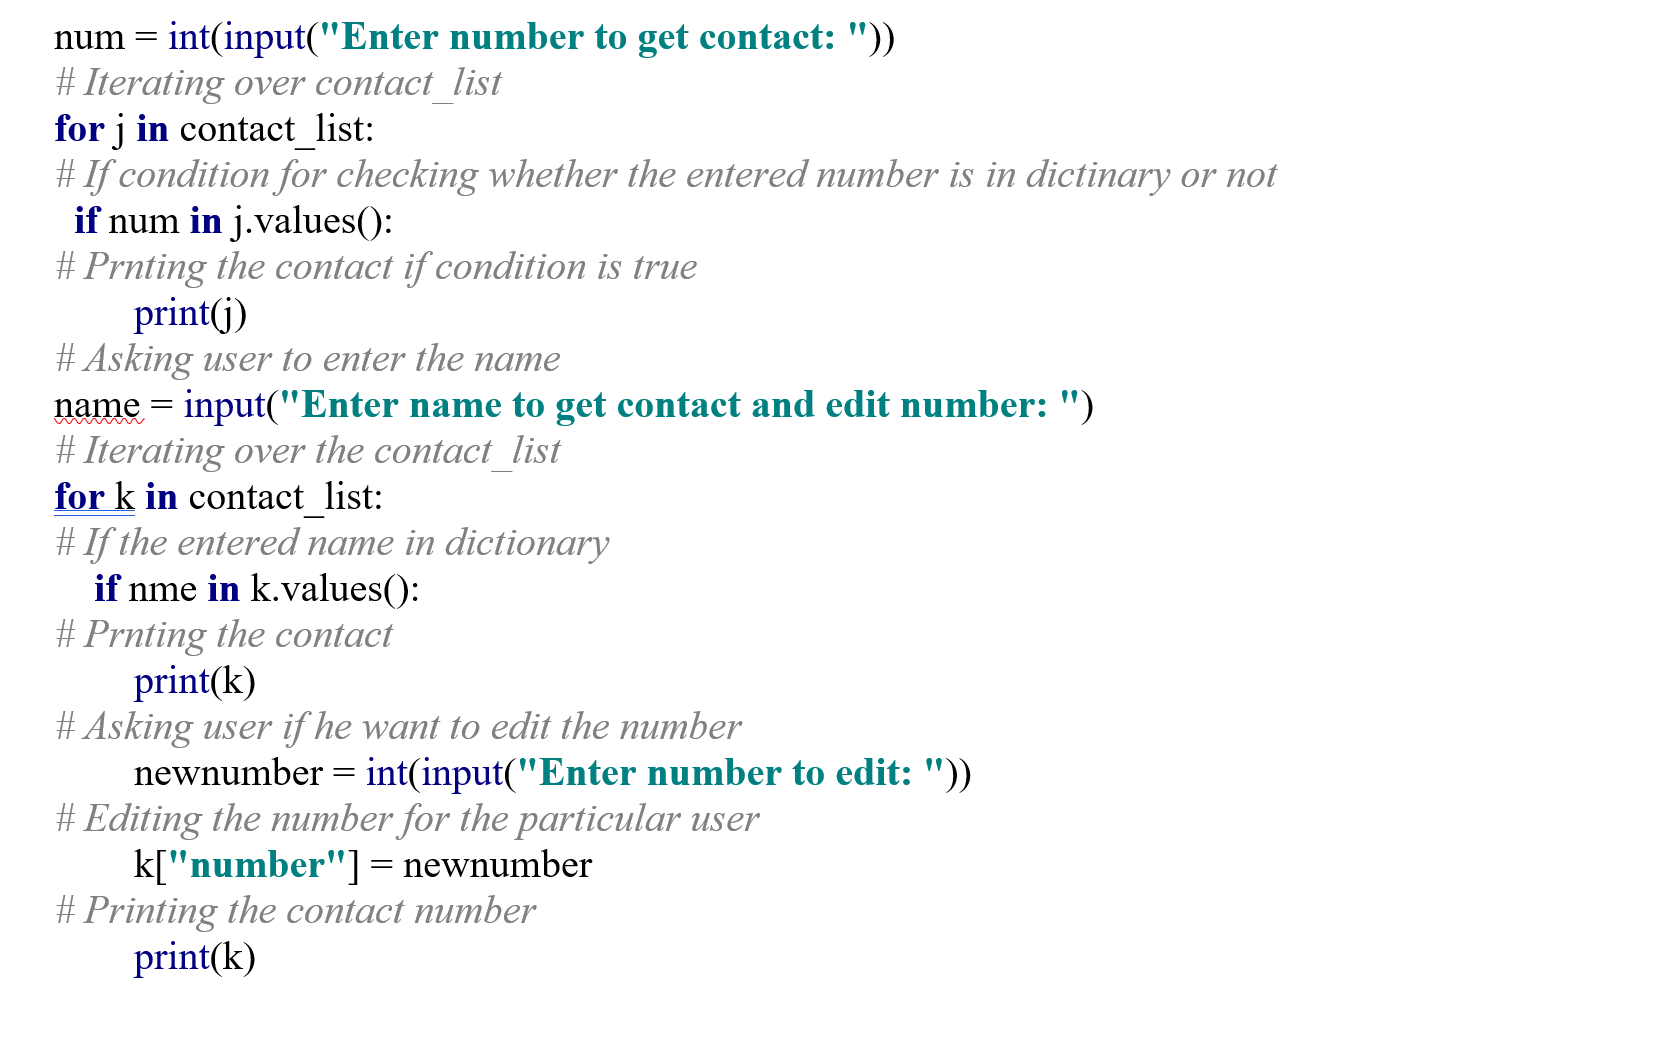 num = int(input("Enter number to get contact: "))
# Iterating over contact_list
for j in contact_list:
# If condition for checking whether the entered number is in dictinary or not
if num in j.values():
# Prnting the contact if condition is true
print(j)
# Asking user to enter the name
name = input("Enter name to get contact and edit number: ")
# Iterating over the contact_list
for k in contact_list:
# If the entered name in dictionary
if nme in k.values():
# Prnting the contact
print(k)
# Asking user if he want to edit the number
newnumber = int(input("Enter number to edit: "))
# Editing the number for the particular user
k["number"] = newnumber
# Printing the contact number
print(k)